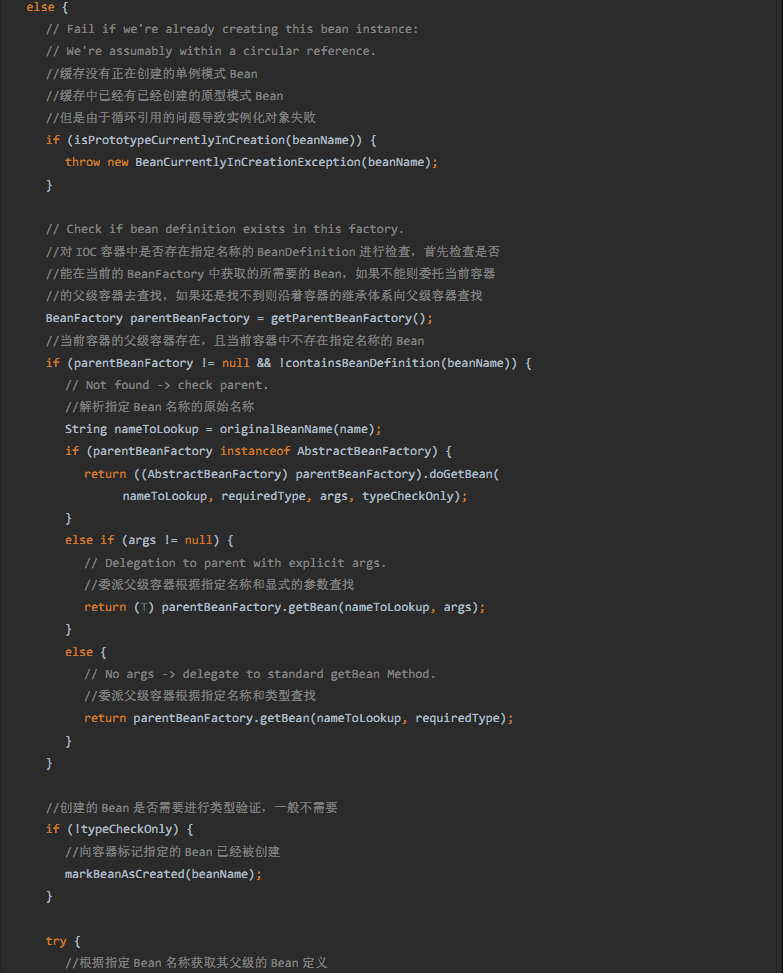 else {
// Fail if we're already creating this bean instance:
// We're assumably within a circular reference.
//缓存没有正在创建的单例模式 Bean
//缓存中已经有已经创建的原型模式 Bean
//但是由于循环引用的问题导致实例化对象失败
if (isPrototypeCurrentlyInCreation(beanName)) {
throw new BeanCurrentlyInCreationException(beanName);
}
// Check if bean definition exists in this factory.
//对 IOC 容器中是否存在指定名称的 BeanDefinition 进行检查，首先检查是否
//能在当前的 BeanFactory 中获取的所需要的 Bean，如果不能则委托当前容器
//的父级容器去查找，如果还是找不到则沿着容器的继承体系向父级容器查找
BeanFactory parentBeanFactory = getParentBeanFactory();
//当前容器的父级容器存在，且当前容器中不存在指定名称的 Bean
if (parentBeanFactory != null && !containsBeanDefinition(beanName)) {
// Not found -> check parent.
//解析指定 Bean 名称的原始名称
String nameToLookup = originalBeanName(name);
if (parentBeanFactory instanceof AbstractBeanFactory) {
return ((AbstractBeanFactory) parentBeanFactory).doGetBean(
nameToLookup, requiredType, args, typeCheckOnly);
}
else if (args != null) {
// Delegation to parent with explicit args.
//委派父级容器根据指定名称和显式的参数查找
return (T) parentBeanFactory.getBean(nameToLookup, args);
}
else {
// No args -> delegate to standard getBean Method.
//委派父级容器根据指定名称和类型查找
return parentBeanFactory.getBean(nameToLookup, requiredType);
}
}
//创建的 Bean 是否需要进行类型验证，一般不需要
if (!typeCheckOnly) {
//向容器标记指定的 Bean 已经被创建
markBeanAsCreated(beanName);
}
try {
//根据指定 Bean 名称获取其父级的 Bean 定义